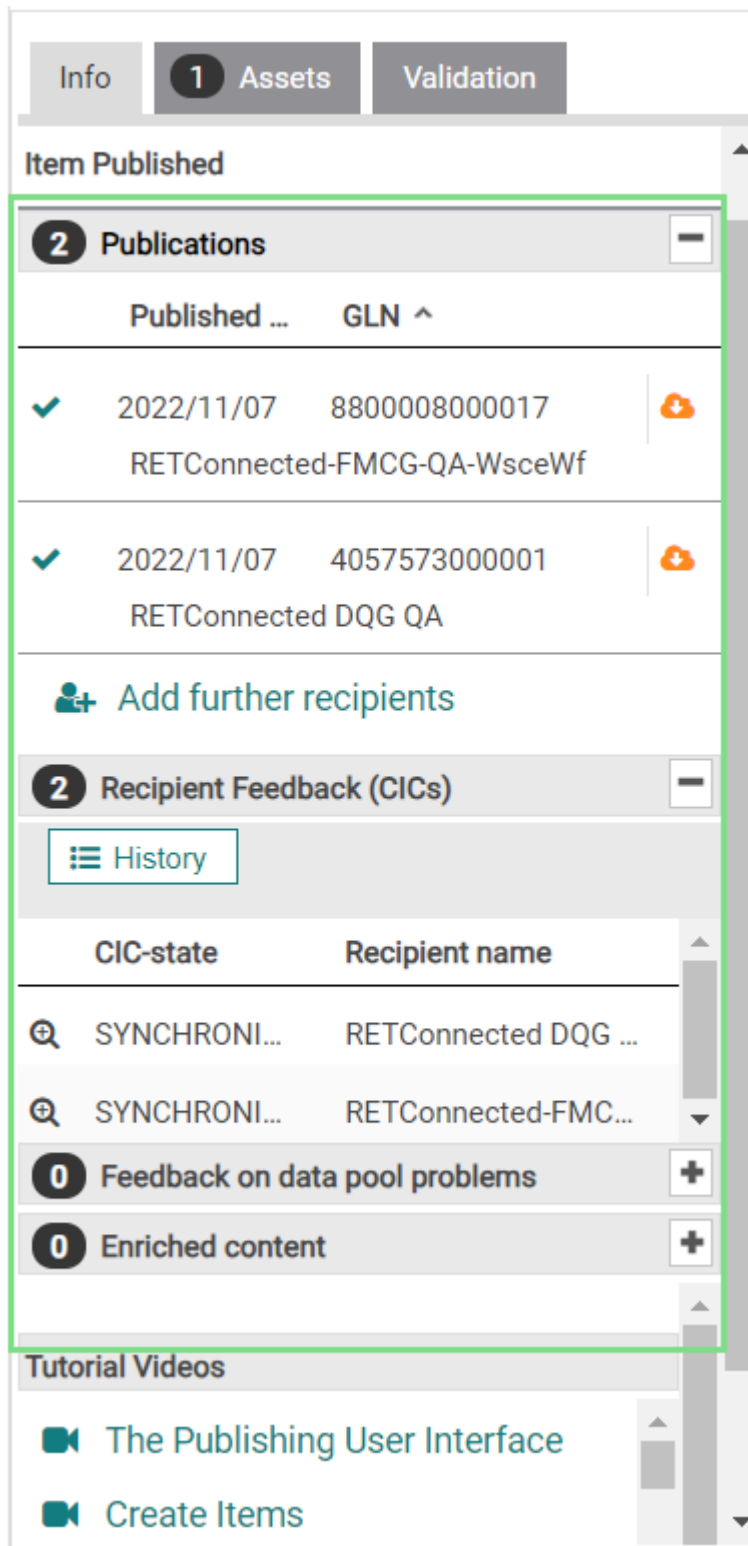 Info 1 Assets Validation
Item Published
2 Publications
Published ... GLN
2022/11/07 8800008000017
RETConnected-FMCG-QA-WsceWf
2022/11/07 4057573000001
RETConnected DQG QA
Add further recipients
2 Recipient Feedback (CICs)
History
CIC-state Recipient name
SYNCHRONI... RETConnected DQG ...
SYNCHRONI... RETConnected-FMC...
0 Feedback on data pool problems
0 Enriched content
Tutorial Videos
The Publishing User Interface
Create Items